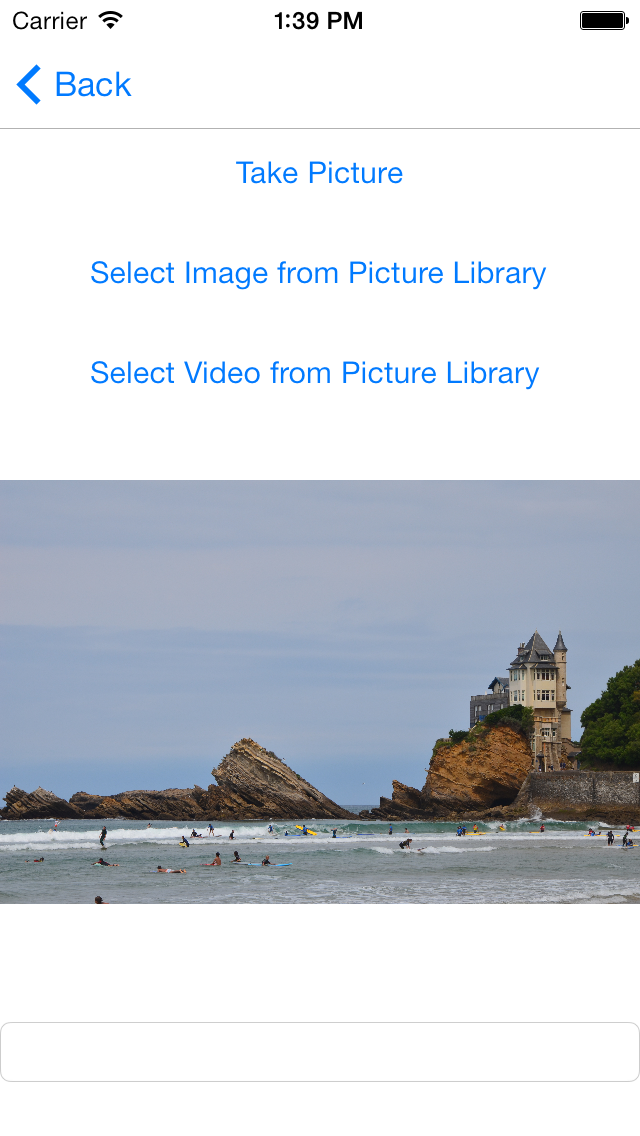 Carrier 1:39 PM
Back
Take Picture
Select Image from Picture Library
Select Video from Picture Library